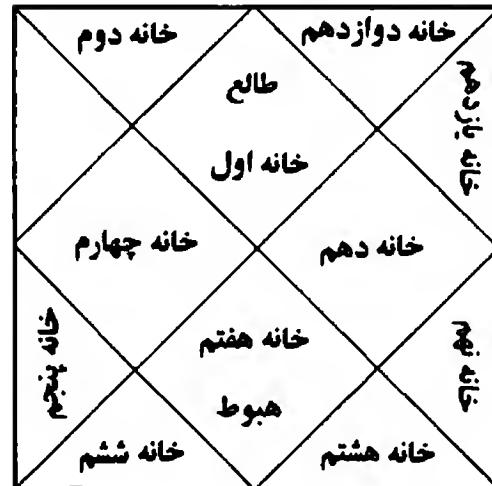 خانه دوازدهم
خانه دوم
خانه یازدهم
طالع
خانه اول
خانه دهم
خانه چهارم
خانه نهم
خانه هفتم
هبوط
خانه پنجم
خانه هشتم
خانه ششم